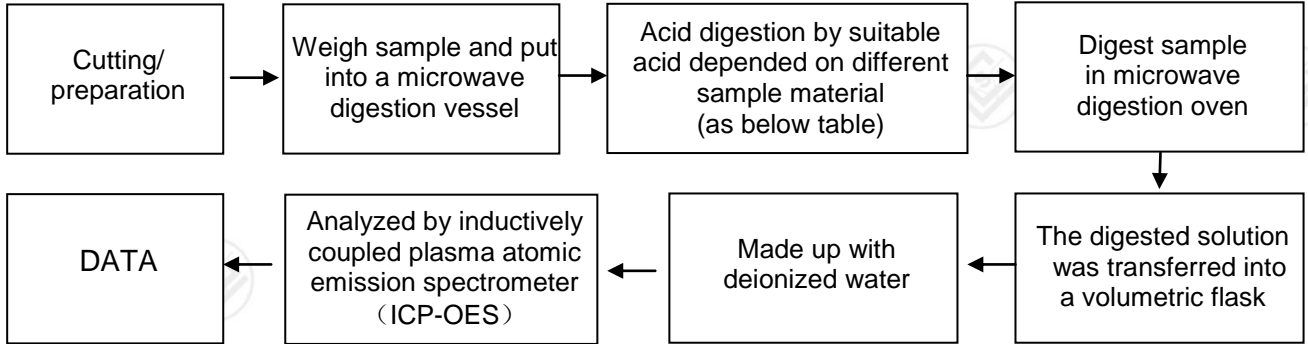 Cutting/
preparation
Weigh sample and put
into a microwave
digestion vessel
Acid digestion by suitable
acid depended on different
sample material
(as below table)
Digest sample
in microwave
digestion oven
The digested solution
was transferred into
a volumetric flask
Made up with
deionized water
Analyzed by inductively
coupled plasma atomic
emission spectrometer
（ICP-OES）
DATA